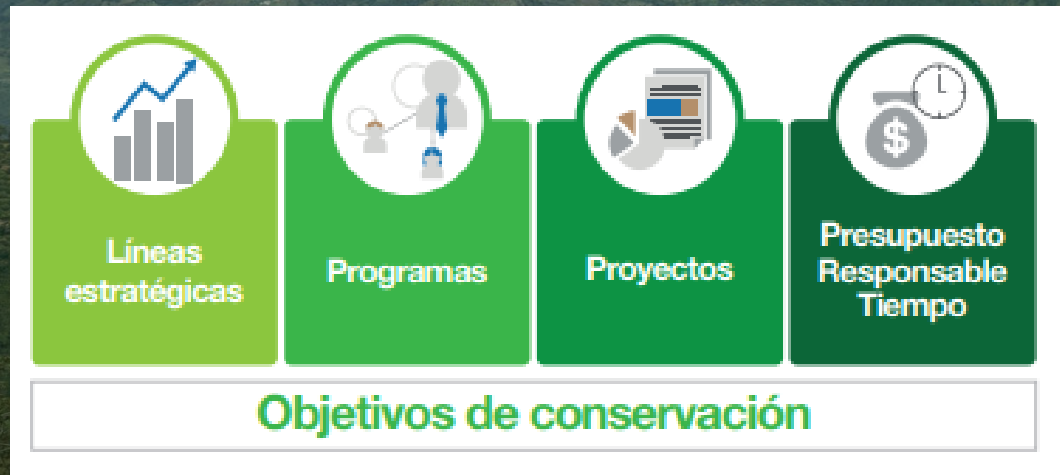 Líneas
estratégicas
Programas
Proyectos
Presupuesto
Responsable
Tiempo
Objetivos de conservación